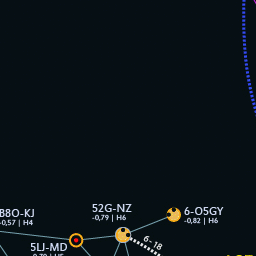 52G-NZ
-0,79 | H6
6-O5GY
-0,82 | H6
B8O-KJ
-0,57 | H4
6-18
5LJ-MD